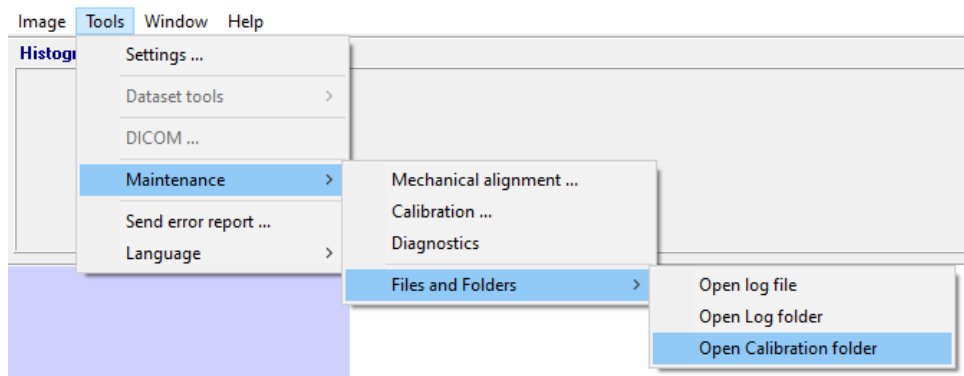 Image Tools Window Help
Histogr
Settings ...
Dataset tools
DICOM ...
Maintenance
Mechanical alignment ...
Send error report ...
Calibration ...
Language
Diagnostics
Files and Folders
Open log file
Open Log folder
Open Calibration folder